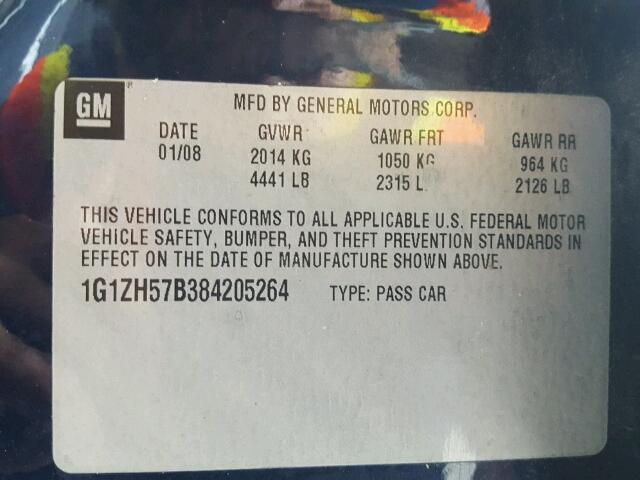 GM
MFD BY GENERAL MOTORS CORP.
DATE GVWR GAWR FRT GAWR RR
01/08 2014 KG 1050 KG 964 KG
4441 LB 2315 L 2126 LB
THIS VEHICLE CONFORMS TO ALL APPLICABLE U.S. FEDERAL MOTOR
VEHICLE SAFETY, BUMPER, AND THEFT PREVENTION STANDARDS IN
EFFECT ON THE DATE OF MANUFACTURE SHOWN ABOVE.
1G1ZH57B384205264 TYPE: PASS CAR